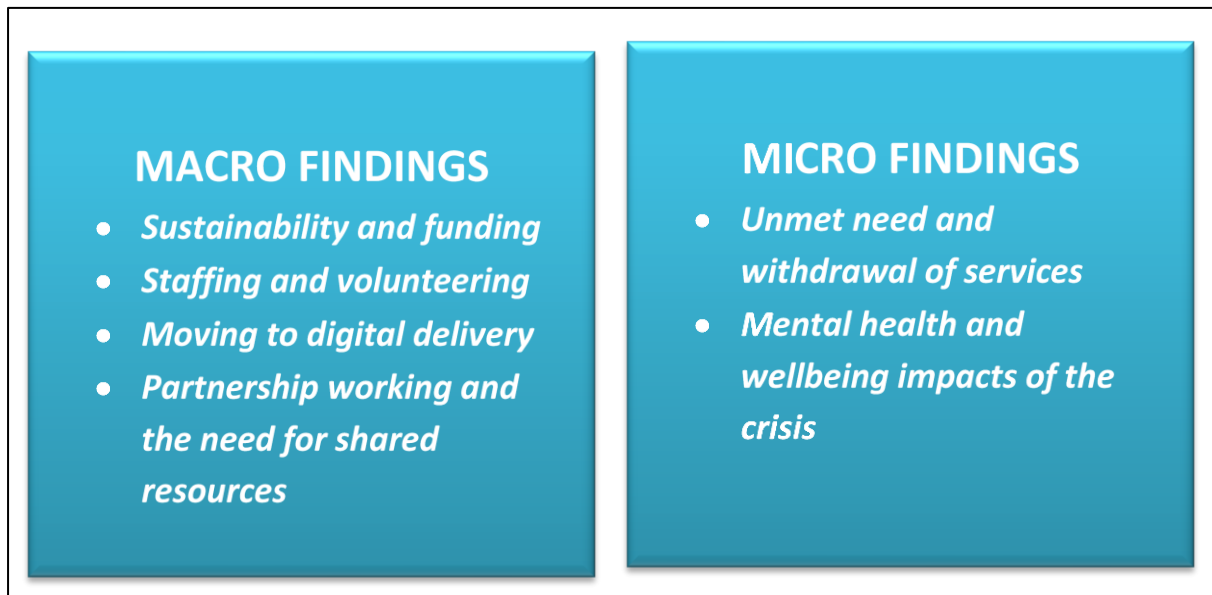 MACRO FINDINGS
• Sustainability and funding
• Staffing and volunteering
• Moving to digital delivery
• Partnership working and
the need for shared
resources
MICRO FINDINGS
• Unmet need and
withdrawal of services
• Mental health and
wellbeing impacts of the
crisis